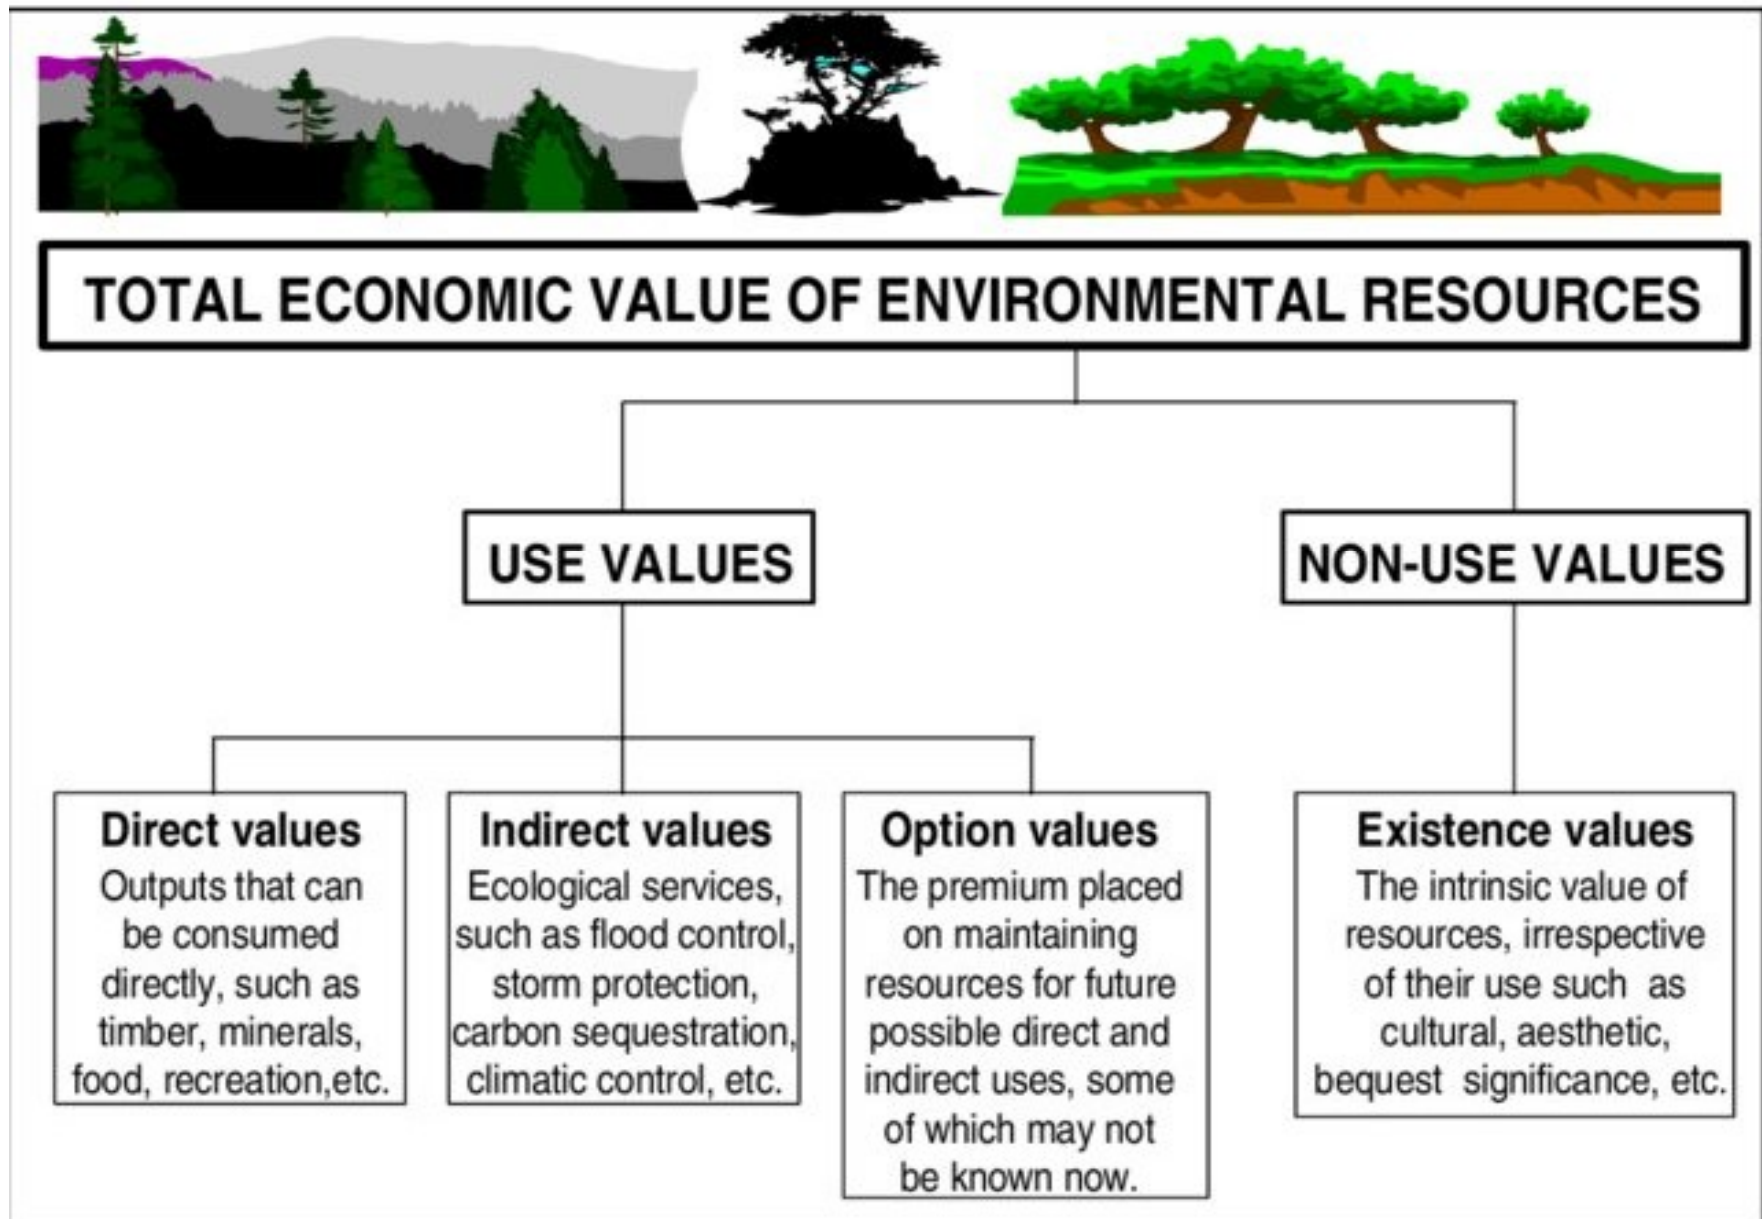 TOTAL ECONOMIC VALUE OF ENVIRONMENTAL RESOURCES
USE VALUES
NON-USE VALUES
Direct values
Outputs that can
be consumed
directly, such as
timber, minerals,
food, recreation,etc.
Indirect values
Ecological services,
such as flood control,
storm protection,
carbon sequestration,
climatic control, etc.
Option values
The premium placed
on maintaining
resources for future
possible direct and
indirect uses, some
of which may not
be known now.
Existence values
The intrinsic value of
resources, irrespective
of their use such as
cultural, aesthetic,
bequest significance, etc.